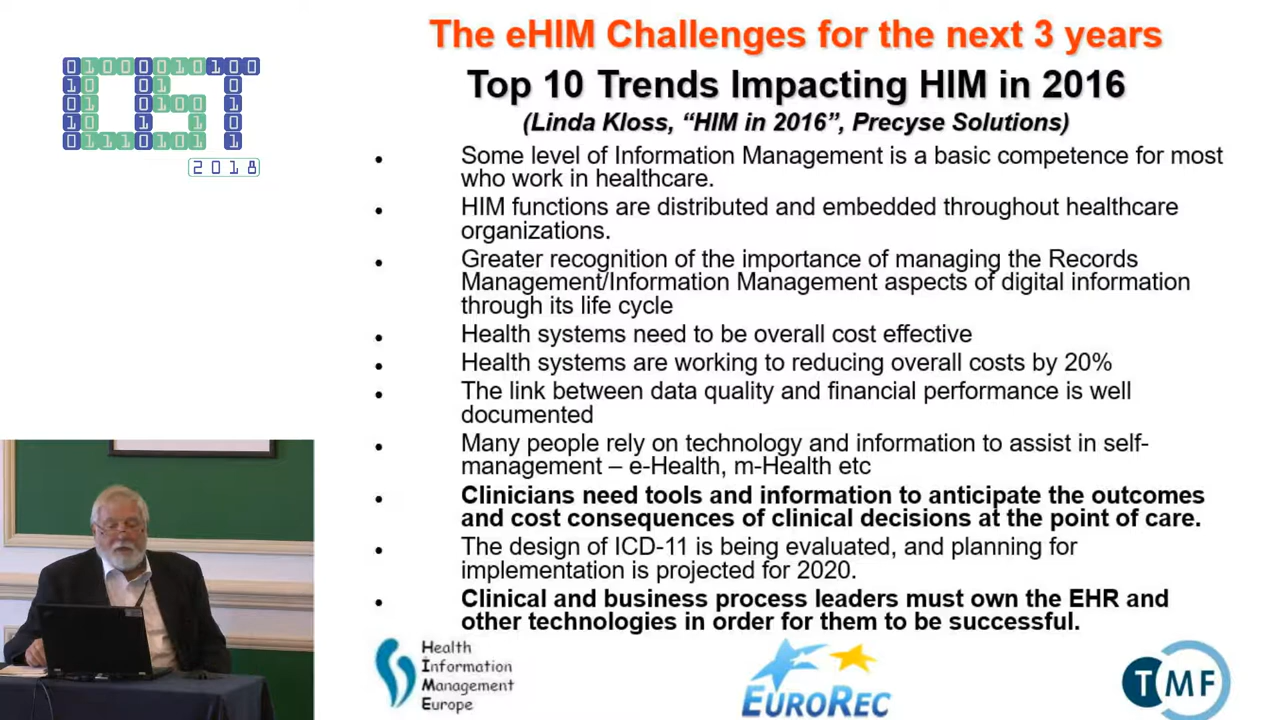 The eHIM Challenges for the next 3 years
Top 10 Trends Impacting HIM in 2016
(Linda Kloss, “HIM in 2016”, Precyse Solutions)
• Some level of Information Management is a basic competence for most
who work in healthcare.
• HIM functions are distributed and embedded throughout healthcare
organizations.
• Greater recognition of the importance of managing the Records
Management/Information Management aspects of digital information
through its life cycle
• Health systems need to be overall cost effective
• Health systems are working to reducing overall costs by 20%
• The link between data quality and financial performance is well
documented
• Many people rely on technology and information to assist in self-
management – e-Health, m-Health etc
• Clinicians need tools and information to anticipate the outcomes
and cost consequences of clinical decisions at the point of care.
• The design of ICD-11 is being evaluated, and planning for
implementation is projected for 2020.
• Clinical and business process leaders must own the EHR and
other technologies in order for them to be successful.
2018
Health
Information
Management
Europe
EUROREC
TMF